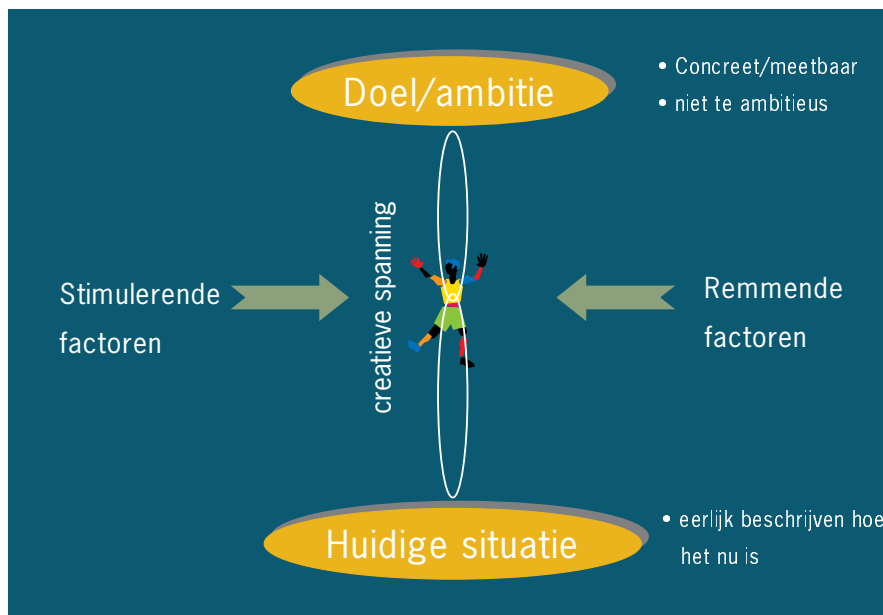 Doel/ambitie
• Concreet/meetbaar
• niet te ambitieus
creatieve spanning
Stimulerende
factoren
Remmende
factoren
Huidige situatie
• eerlijk beschrijven hoe
het nu is